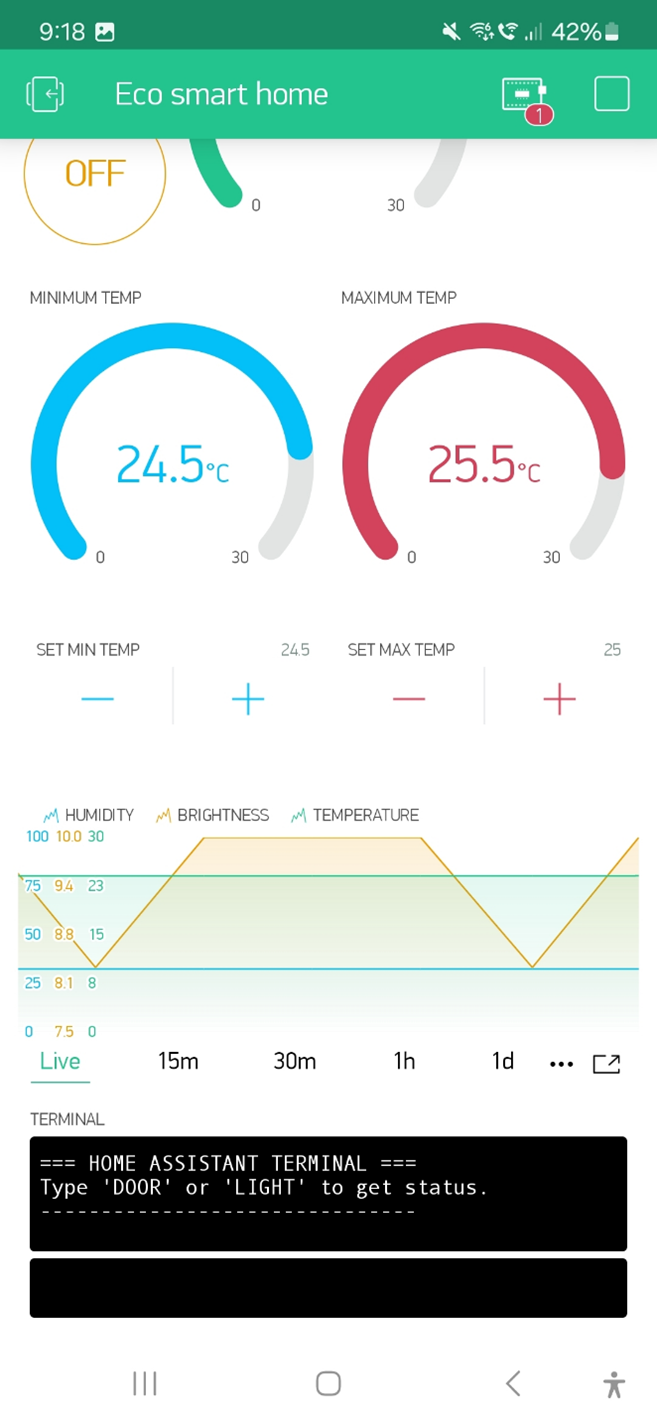 9:18 42%
Eco smart home
1
OFF
0 30
MINIMUM TEMP MAXIMUM TEMP
24.5°C 25.5°C
0 30 0 30
SET MIN TEMP 24.5 SET MAX TEMP 25
HUMIDITY BRIGHTNESS TEMPERATURE
100 10.0 30
75 9.4 23
50 8.8 15
25 8.1 8
0 7.5 0
Live 15m 30m 1h 1d
TERMINAL
=== HOME ASSISTANT TERMINAL ===
Type 'DOOR' or 'LIGHT' to get status.
-------------------------------